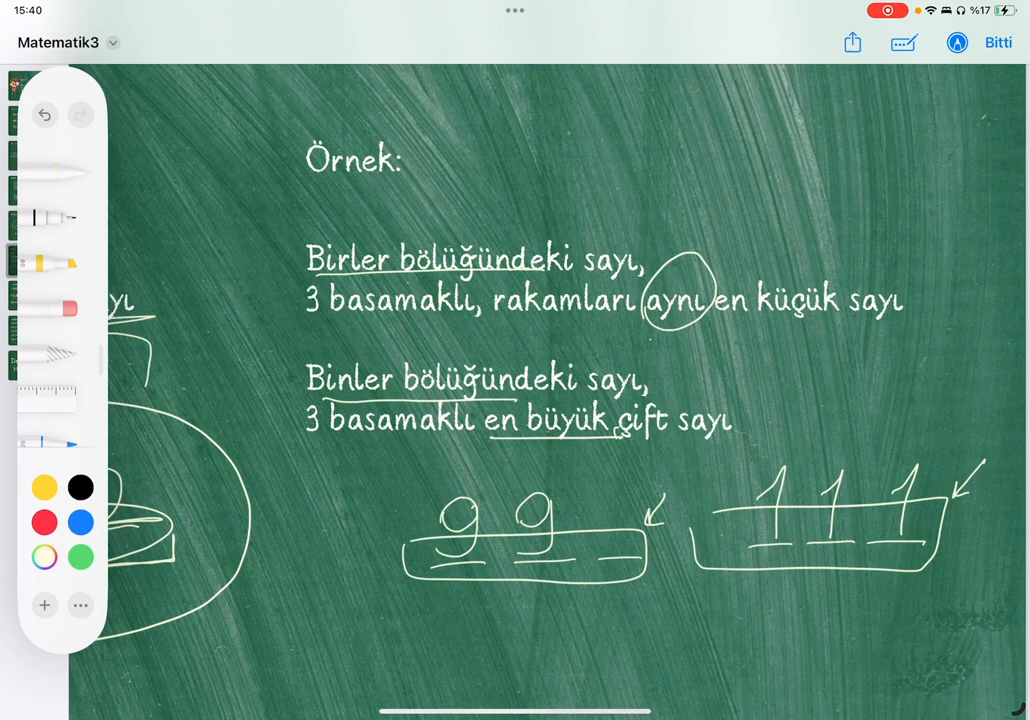 15:40
%17
Matematik3
Bitti
Örnek:
Birler bölüğündeki sayı,
3 basamaklı, rakamları aynı en küçük sayı
yı
Binler bölüğündeki sayı,
3 basamaklı en büyük çift sayı
9 9 1 1 1